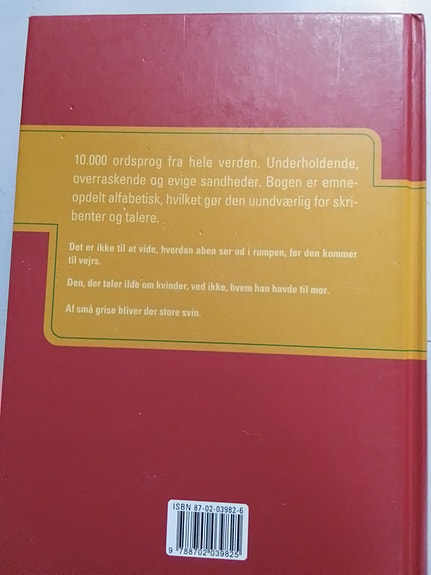 10.000 ordsprog fra hele verden. Underholdende,
overraskende og evige sandheder. Bogen er emne-
opdelt alfabetisk, hvilket gør den uundværlig for skri-
benter og talere.
Det er ikke til at vide, hvordan aben ser ud i rumpen, før den kommer
til vejrs.
Den, der taler ilde om kvinder, ved ikke, hvem han havde til mor.
Af små grise bliver der store svin.
ISBN 87-02-03982-6
9 788702 039825